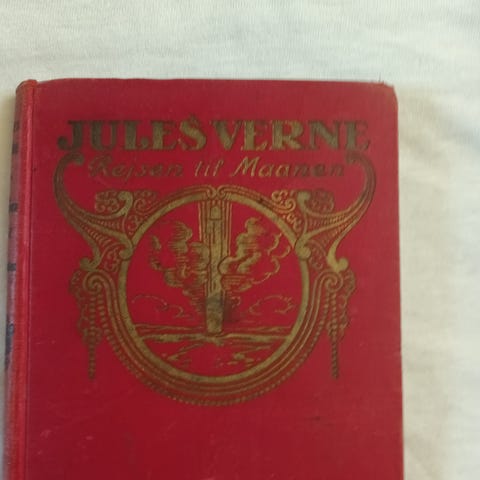 JULES VERNE
Rejsen til Maanen